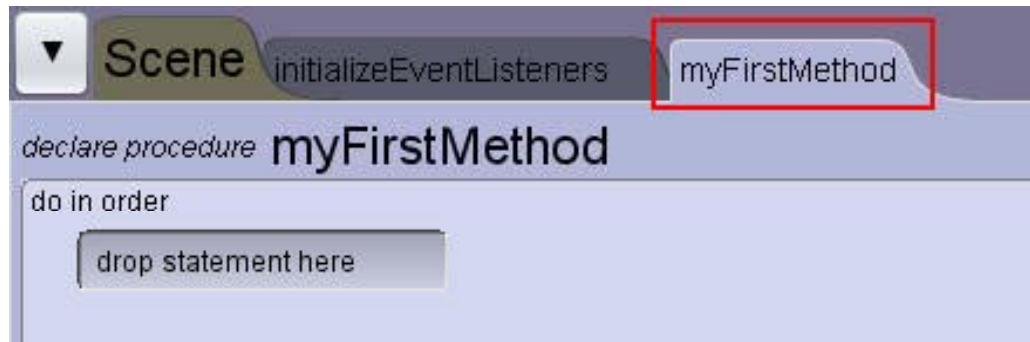 Scene initializeEventListeners myFirstMethod
declare procedure myFirstMethod
do in order
drop statement here